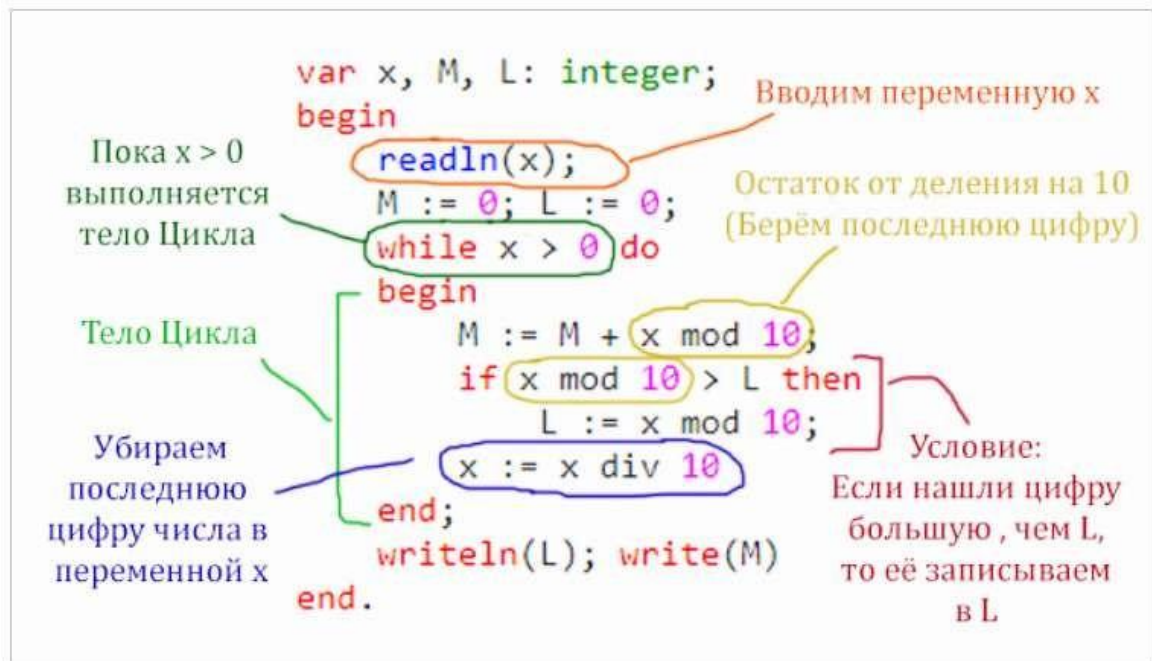 var x, M, L: integer;
begin
readln(x);
M := 0; L := 0;
while x > 0 do
begin
M := M + x mod 10;
if x mod 10 > L then
L := x mod 10;
x := x div 10
end;
writeln(L); write(M)
end.
Вводим переменную x
Пока x > 0
выполняется
тело Цикла
Остаток от деления на 10
(Берём последнюю цифру)
Тело Цикла
Убираем
последнюю
цифру числа в
переменной x
Условие:
Если нашли цифру
большую , чем L,
то её записываем
в L